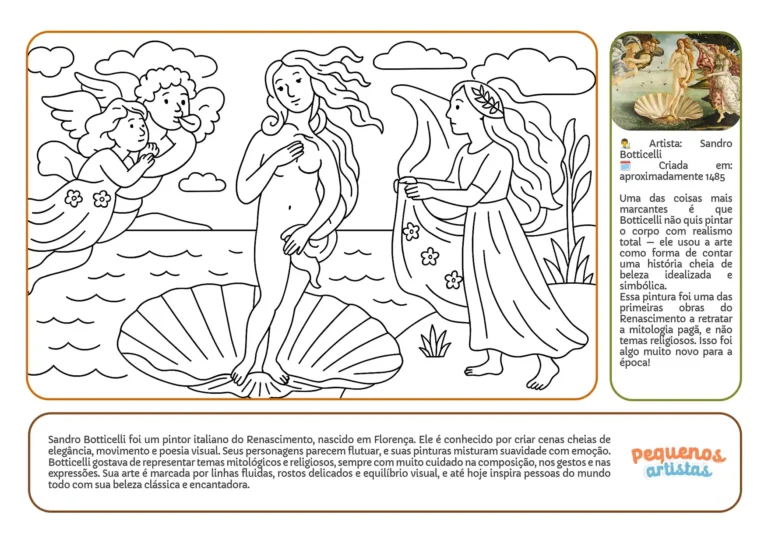 👨‍🎨 Artista: Sandro
Botticelli
🗓️ Criada em:
aproximadamente 1485
Uma das coisas mais
marcantes é que
Botticelli não quis pintar
o corpo com realismo
total — ele usou a arte
como forma de contar
uma história cheia de
beleza idealizada e
simbólica.
Essa pintura foi uma das
primeiras obras do
Renascimento a retratar
a mitologia pagã, e não
temas religiosos. Isso foi
algo muito novo para a
época!
Sandro Botticelli foi um pintor italiano do Renascimento, nascido em Florença. Ele é conhecido por criar cenas cheias de
elegância, movimento e poesia visual. Seus personagens parecem flutuar, e suas pinturas misturam suavidade com emoção.
Botticelli gostava de representar temas mitológicos e religiosos, sempre com muito cuidado na composição, nos gestos e nas
expressões. Sua arte é marcada por linhas fluidas, rostos delicados e equilíbrio visual, e até hoje inspira pessoas do mundo
todo com sua beleza clássica e encantadora.
pequenos
artistas